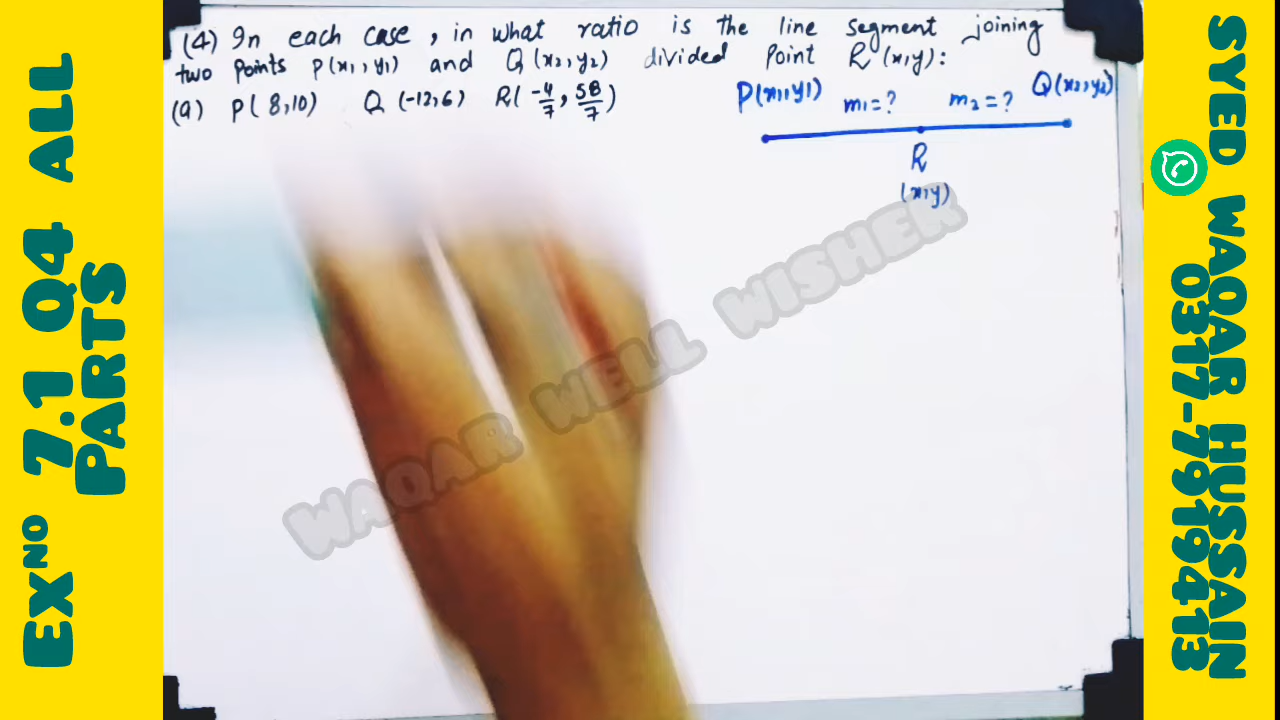 Ex^NO 7.1 Q4 ALL
PARTS
(4) In each case, in what ratio is the line segment joining
two points P(x1,y1) and Q(x2,y2) divided Point R(x,y):
(a) P(8,10) Q(-12,6) R(-4/7, 58/7)
P(x1,y1) m1=? m2=? Q(x2,y2)
R
(x,y)
WAQAR WELL WISHER
SYED WAQAR HUSSAIN
0317-7919413